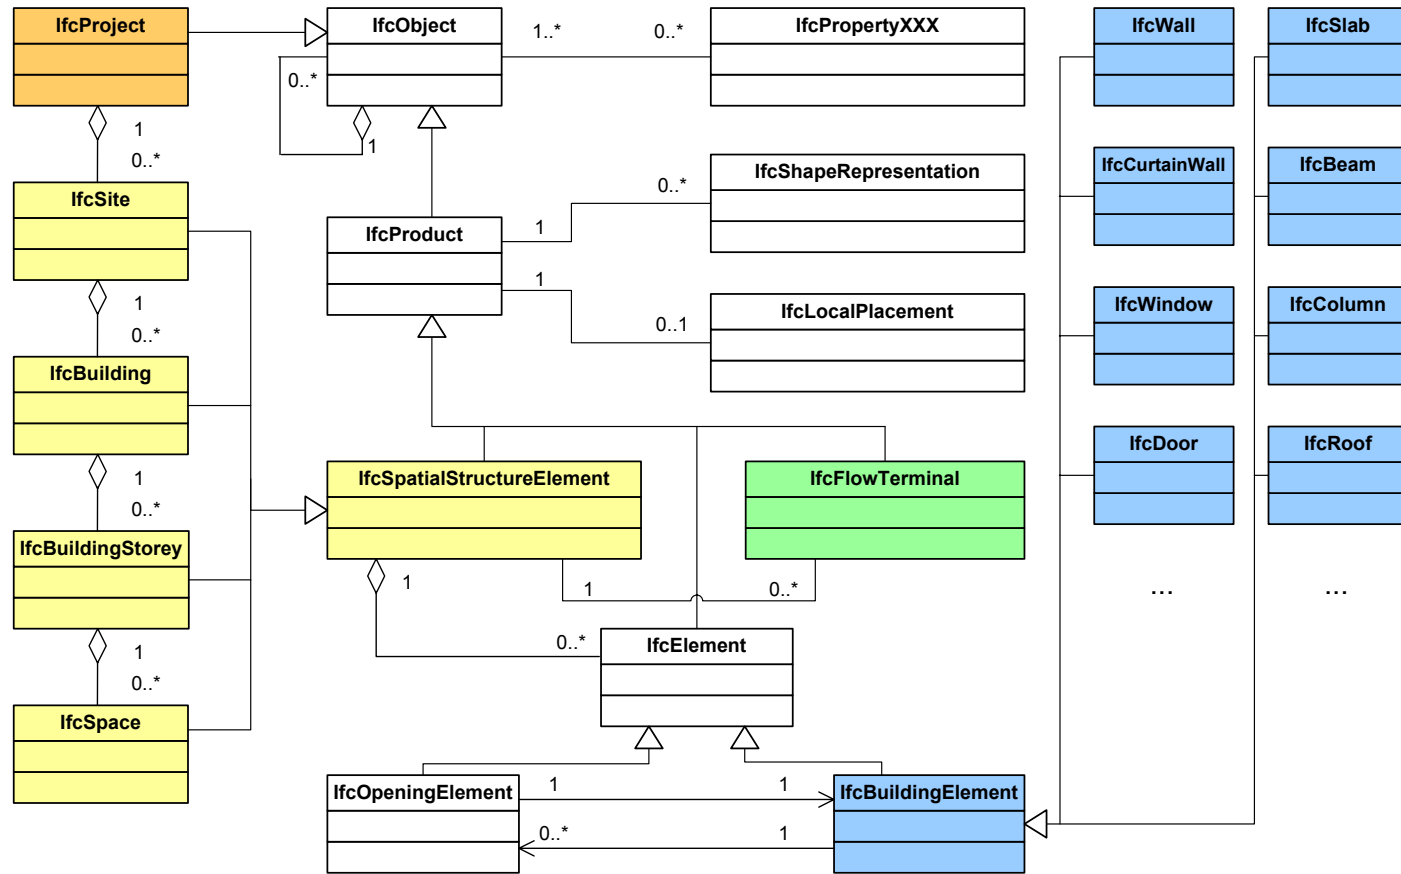 IfcProject
IfcObject
1..*
0..*
IfcPropertyXXX
IfcWall
IfcSlab
0..*
1
1
0..*
IfcSite
IfcProduct
1
0..*
IfcShapeRepresentation
IfcCurtainWall
IfcBeam
1
0..1
IfcLocalPlacement
IfcWindow
IfcColumn
1
0..*
IfcBuilding
IfcDoor
IfcRoof
1
0..*
IfcSpatialStructureElement
IfcFlowTerminal
IfcBuildingStorey
1
1
0..*
...
...
1
0..*
0..*
IfcElement
IfcSpace
IfcOpeningElement
1
1
IfcBuildingElement
0..*
1